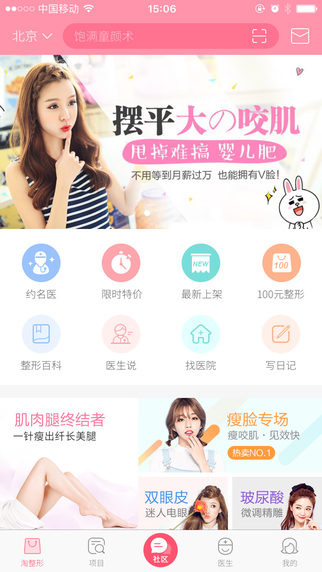 中国移动
15:06
北京
饱满童颜术
摆平大の咬肌
甩掉难搞 婴儿肥
不用等到月薪过万 也能拥有V脸!
约名医
限时特价
NEW
最新上架
100
100元整形
整形百科
医生说
找医院
写日记
肌肉腿终结者
一针瘦出纤长美腿
瘦脸专场
瘦咬肌·见效快
热卖NO.1
双眼皮
迷人电眼
玻尿酸
微调精雕
淘整形
项目
社区
医生
我的